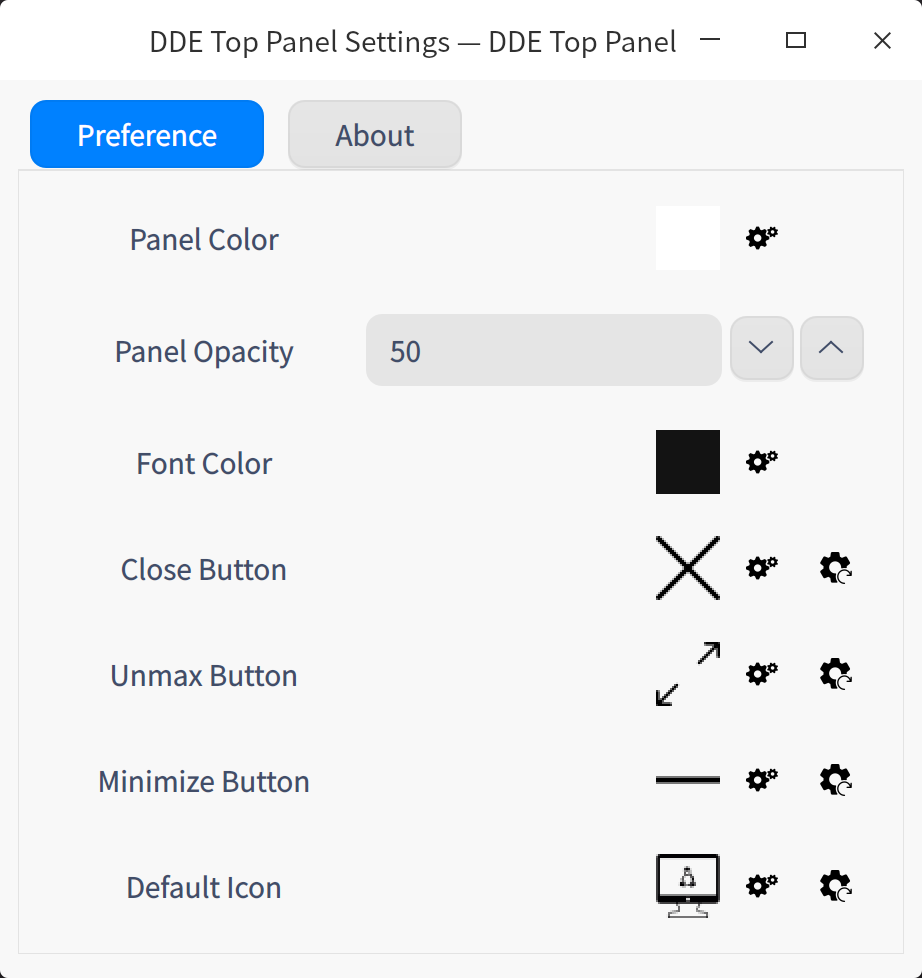 DDE Top Panel Settings — DDE Top Panel
Preference
About
Panel Color
Panel Opacity
50
Font Color
Close Button
Unmax Button
Minimize Button
Default Icon